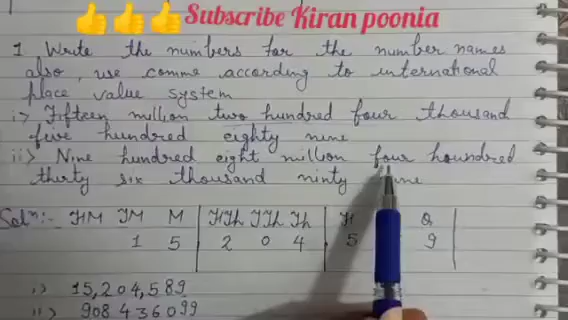 👍👍👍Subscribe Kiran poonia
1 Write the numbers for the number names
also, use comma according to international
place value system
i> Fifteen million two hundred four thousand
five hundred eighty nine
ii> Nine hundred eight million four houndred
thirty six thousand ninty
Solⁿ:- HM TM M HTh TTh Th H O
1 5 2 0 4 5 9
i> 15,204,589
ii> 908 436099